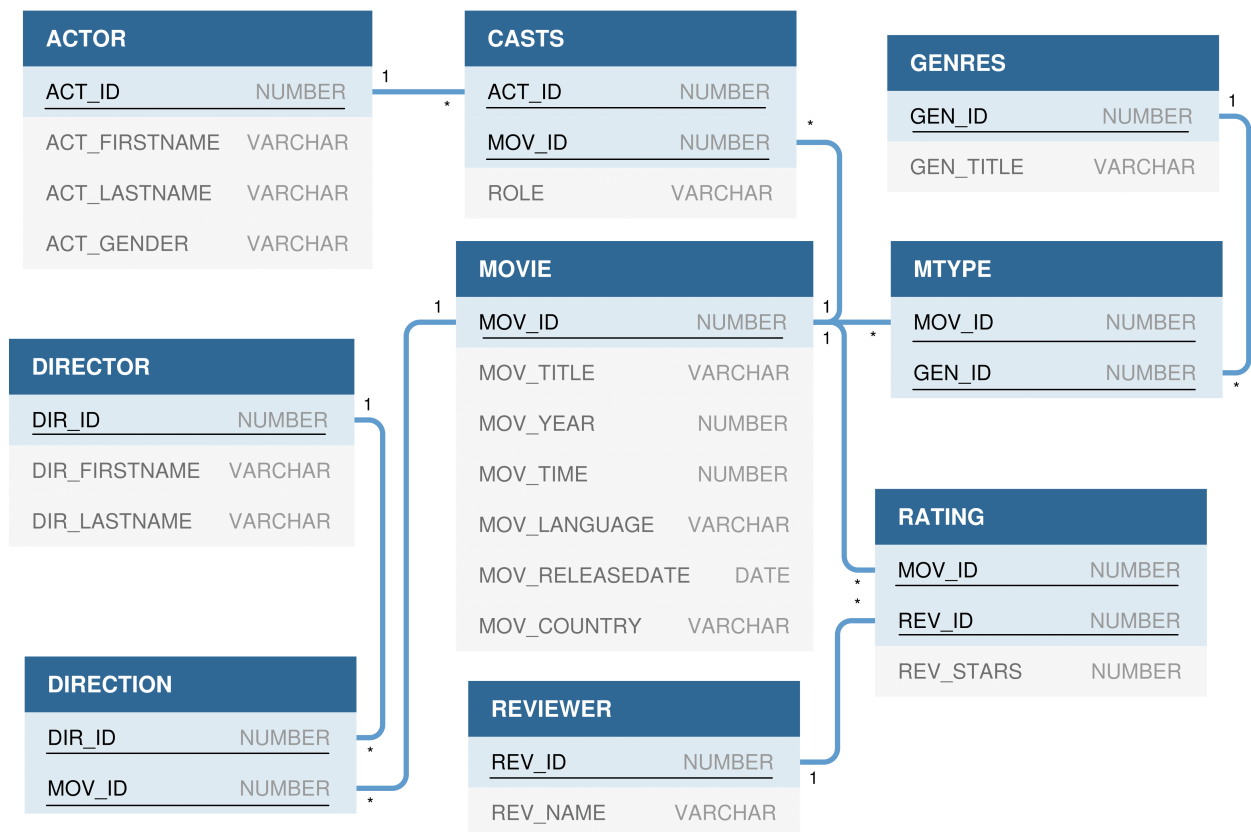 ACTOR
ACT_ID NUMBER
ACT_FIRSTNAME VARCHAR
ACT_LASTNAME VARCHAR
ACT_GENDER VARCHAR
1
*
CASTS
ACT_ID NUMBER
MOV_ID NUMBER
ROLE VARCHAR
*
GENRES
GEN_ID NUMBER
GEN_TITLE VARCHAR
1
MOVIE
MOV_ID NUMBER
MOV_TITLE VARCHAR
MOV_YEAR NUMBER
MOV_TIME NUMBER
MOV_LANGUAGE VARCHAR
MOV_RELEASEDATE DATE
MOV_COUNTRY VARCHAR
1
1
1
*
MTYPE
MOV_ID NUMBER
GEN_ID NUMBER
*
DIRECTOR
DIR_ID NUMBER
DIR_FIRSTNAME VARCHAR
DIR_LASTNAME VARCHAR
1
RATING
MOV_ID NUMBER
REV_ID NUMBER
REV_STARS NUMBER
*
*
DIRECTION
DIR_ID NUMBER
MOV_ID NUMBER
*
*
REVIEWER
REV_ID NUMBER
REV_NAME VARCHAR
1